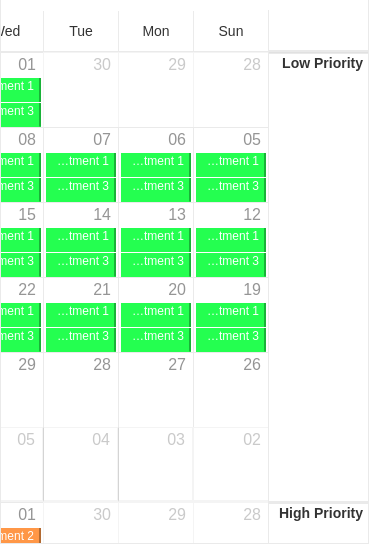 /ed Tue Mon Sun
01 30 29 28 Low Priority
ment 1
ment 3
08 07 06 05
ment 1 ...tment 1 ...tment 1 ...tment 1
ment 3 ...tment 3 ...tment 3 ...tment 3
15 14 13 12
ment 1 ...tment 1 ...tment 1 ...tment 1
ment 3 ...tment 3 ...tment 3 ...tment 3
22 21 20 19
ment 1 ...tment 1 ...tment 1 ...tment 1
ment 3 ...tment 3 ...tment 3 ...tment 3
29 28 27 26
05 04 03 02
01 30 29 28 High Priority
ment 2